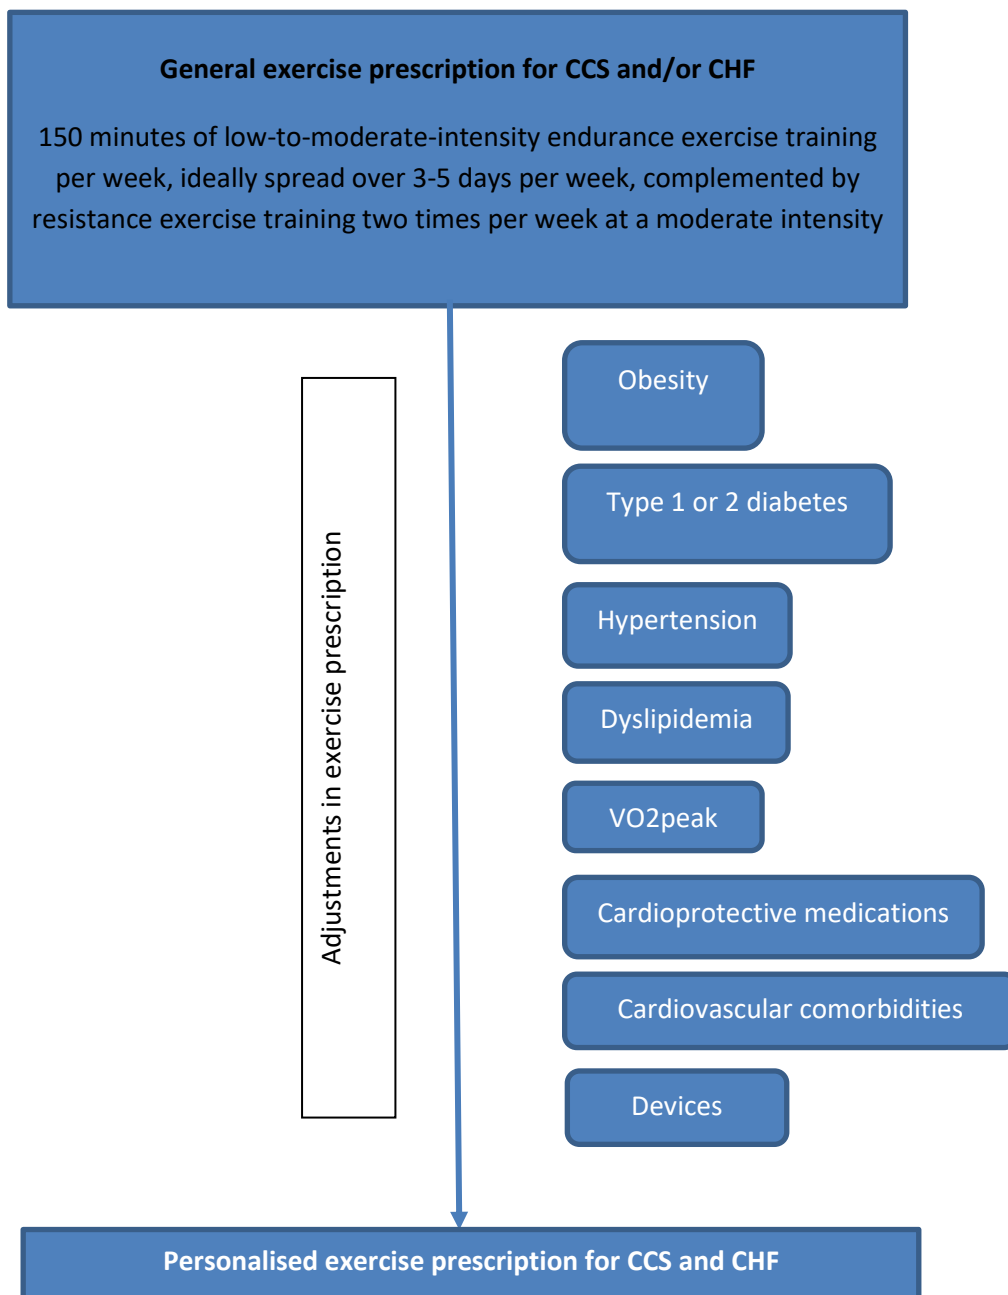 General exercise prescription for CCS and/or CHF
150 minutes of low-to-moderate-intensity endurance exercise training
per week, ideally spread over 3-5 days per week, complemented by
resistance exercise training two times per week at a moderate intensity
Adjustments in exercise prescription
Obesity
Type 1 or 2 diabetes
Hypertension
Dyslipidemia
VO2peak
Cardioprotective medications
Cardiovascular comorbidities
Devices
Personalised exercise prescription for CCS and CHF